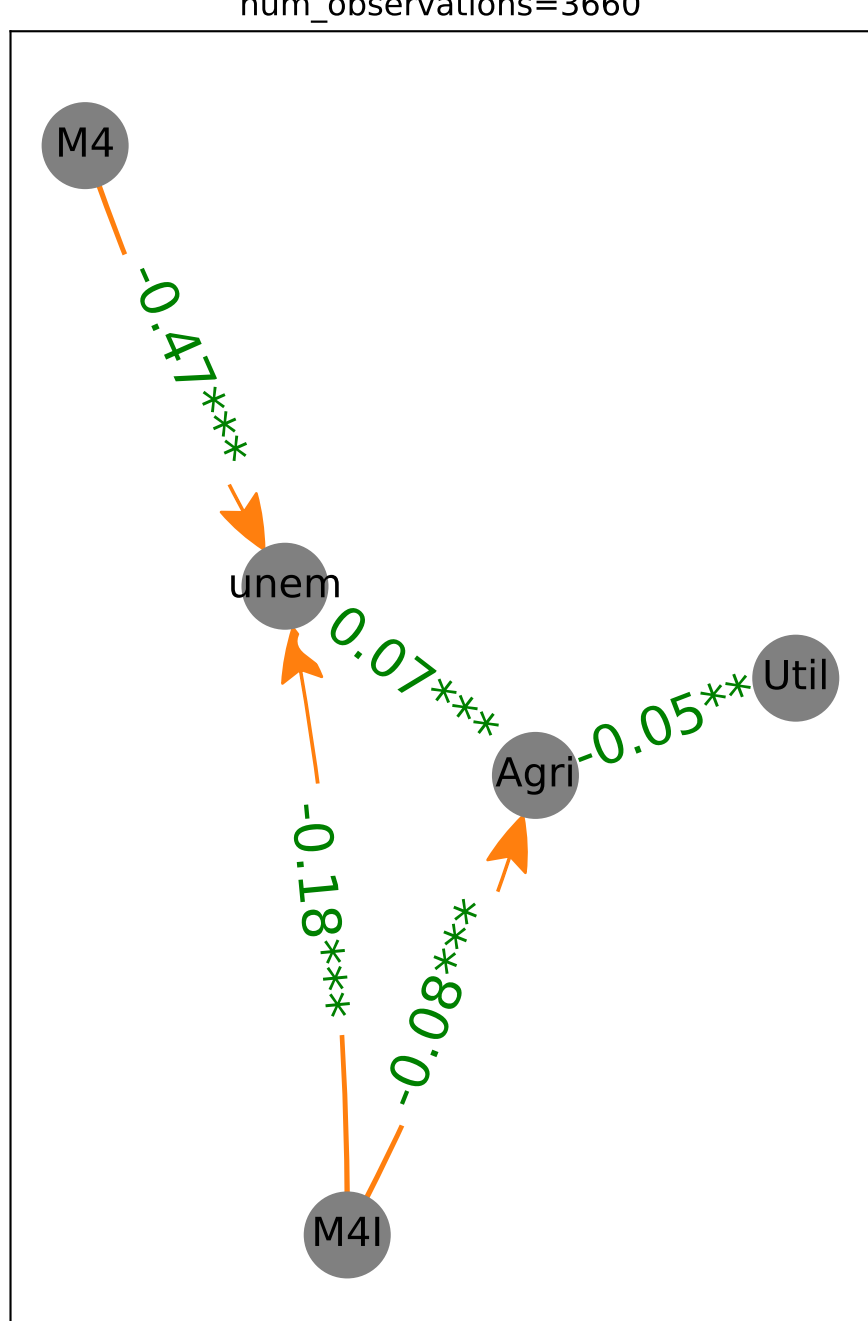 num_observations=3660
M4
-0.47***
unem
0.07***
Util
-0.05**
Agri
-0.18***
-0.08***
M4I